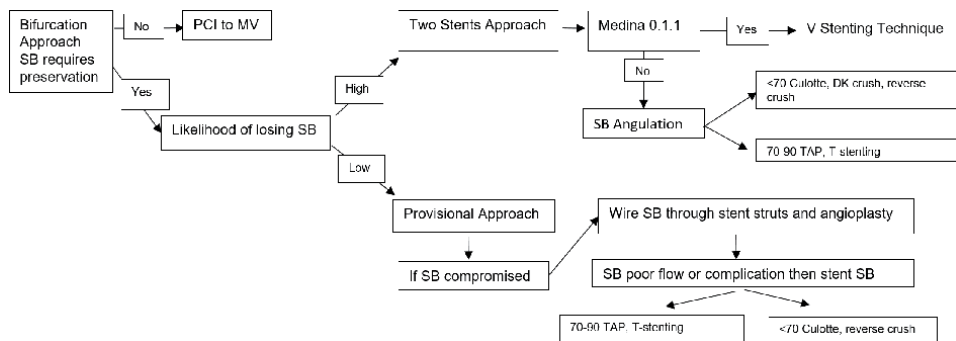 Bifurcation
Approach
SB requires
preservation
No
PCI to MV
Yes
Likelihood of losing SB
High
Two Stents Approach
Medina 0.1.1
Yes
V Stenting Technique
No
SB Angulation
<70 Culotte, DK crush, reverse
crush
70-90 TAP, T-stenting
Low
Provisional Approach
If SB compromised
Wire SB through stent struts and angioplasty
SB poor flow or complication then stent SB
70-90 TAP, T-stenting
<70 Culotte, reverse crush